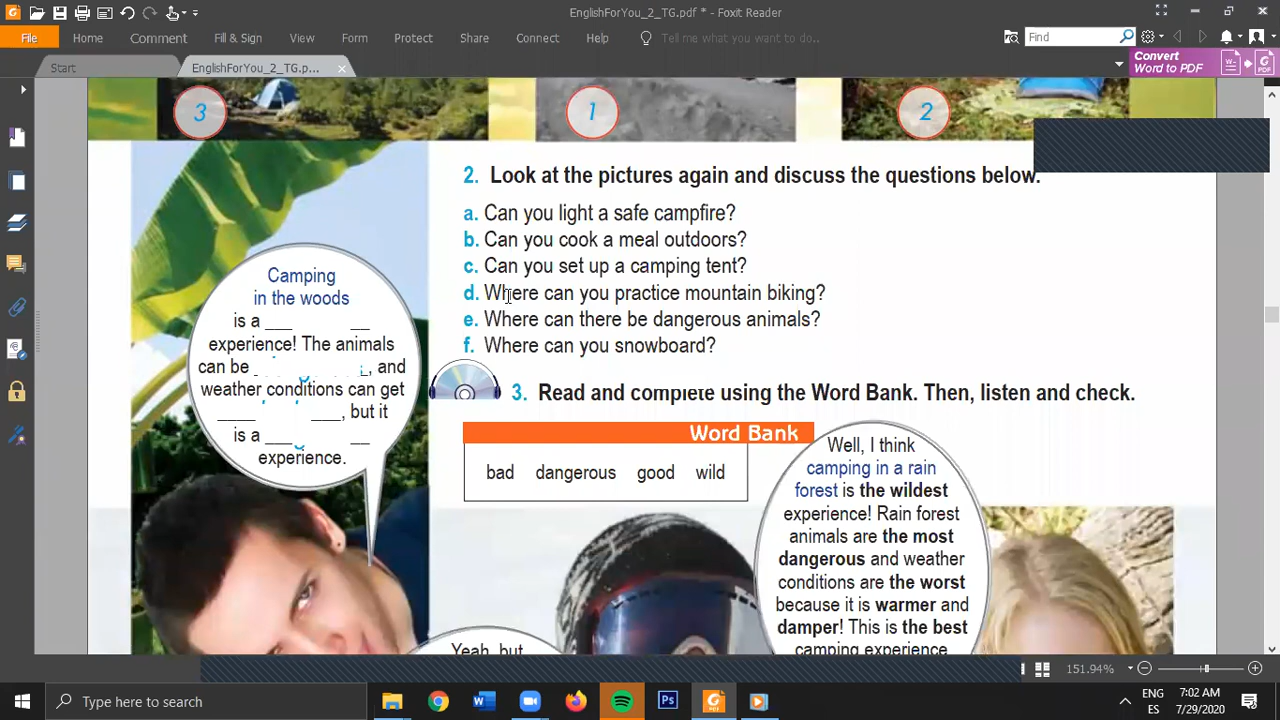 EnglishForYou_2_TG.pdf * - Foxit Reader
File Home Comment Fill & Sign View Form Protect Share Connect Help Tell me what you want to do.. Find
Start EnglishForYou_2_TG.p...
Convert
Word to PDF
3 1 2
2. Look at the pictures again and discuss the questions below.
a. Can you light a safe campfire?
b. Can you cook a meal outdoors?
c. Can you set up a camping tent?
d. Where can you practice mountain biking?
e. Where can there be dangerous animals?
f. Where can you snowboard?
Camping
in the woods
is a ___ __
experience! The animals
can be _ _, and
weather conditions can get
____ ___, but it
is a ___ __
experience.
3. Read and complete using the Word Bank. Then, listen and check.
Word Bank
bad dangerous good wild
Well, I think
camping in a rain
forest is the wildest
experience! Rain forest
animals are the most
dangerous and weather
conditions are the worst
because it is warmer and
damper! This is the best
camping experience
Yeah, but
151.94%
Type here to search
ENG
ES
7:02 AM
7/29/2020